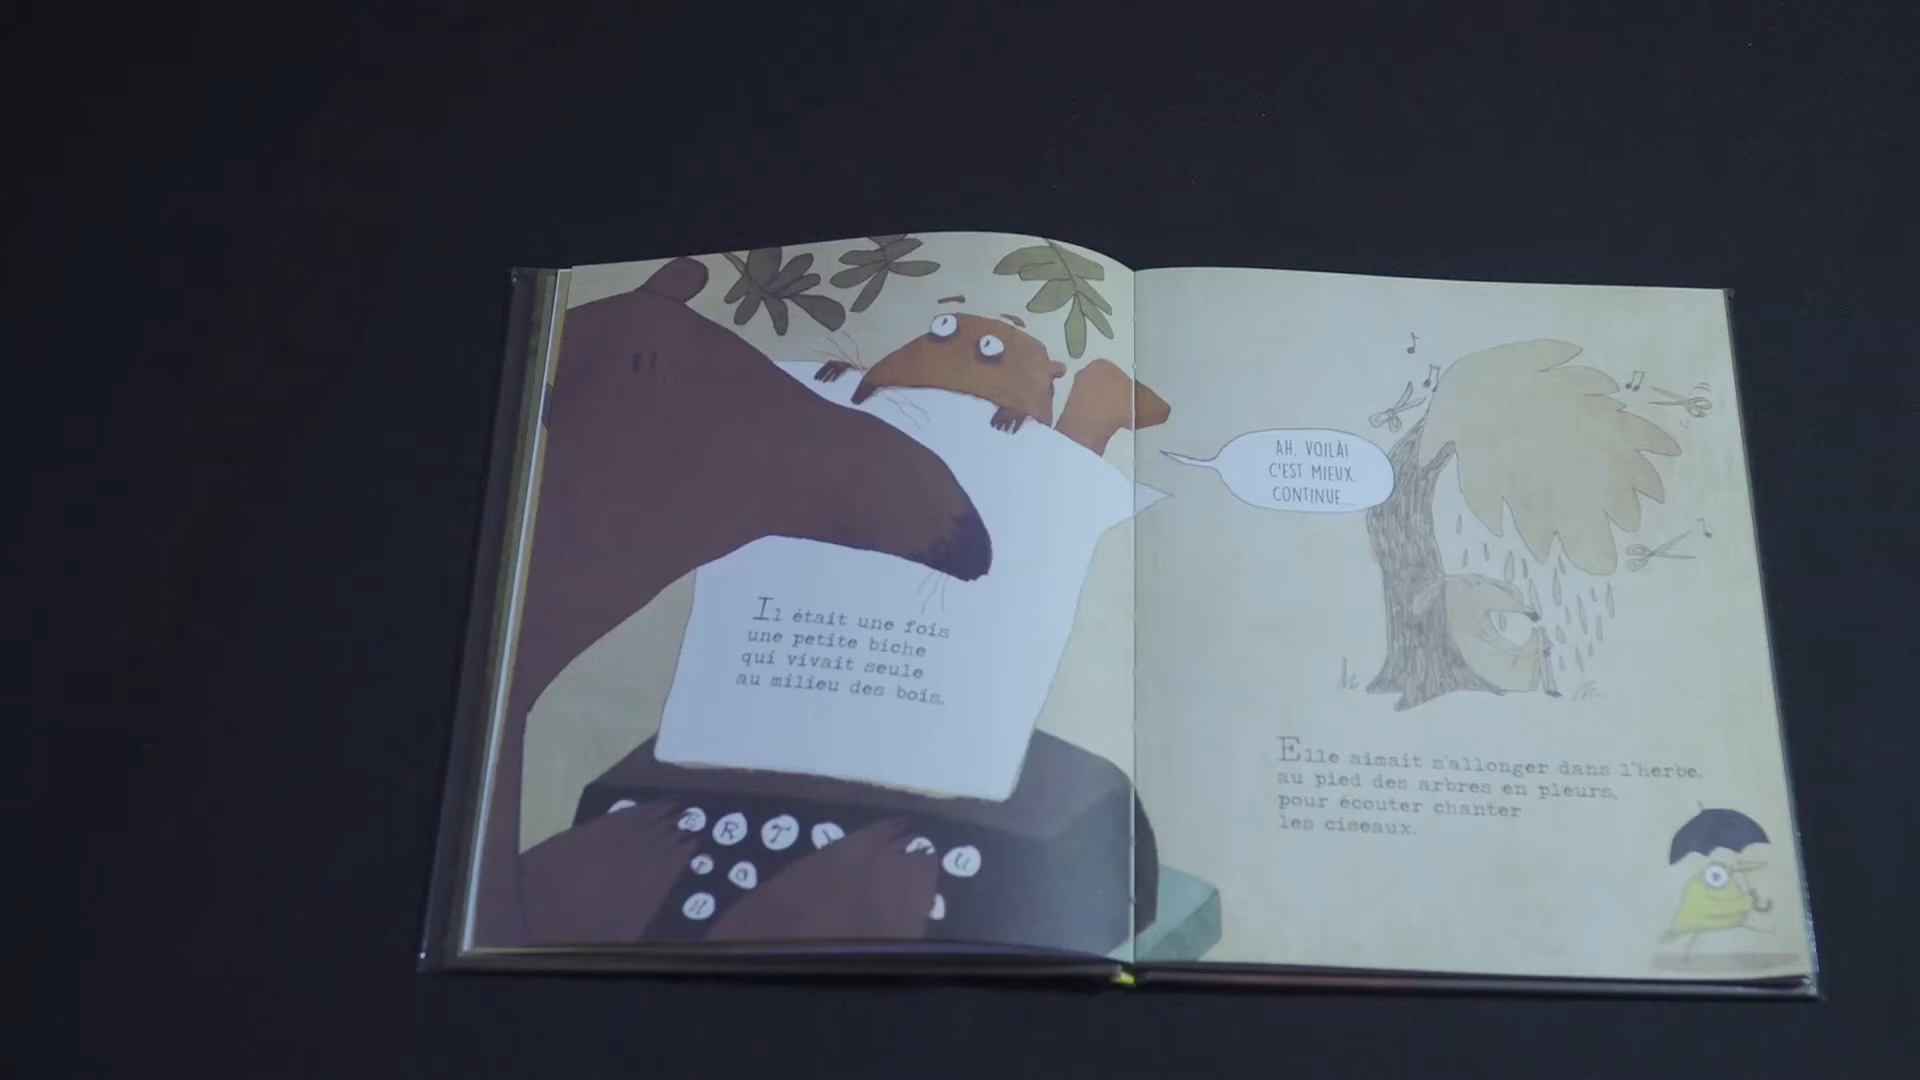 Il était une fois
une petite biche
qui vivait seule
au milieu des bois.
E R T Y U
O
AH, VOILÀ!
C'EST MIEUX.
CONTINUE...
Elle aimait s'allonger dans l'herbe,
au pied des arbres en pleurs,
pour écouter chanter
les ciseaux.